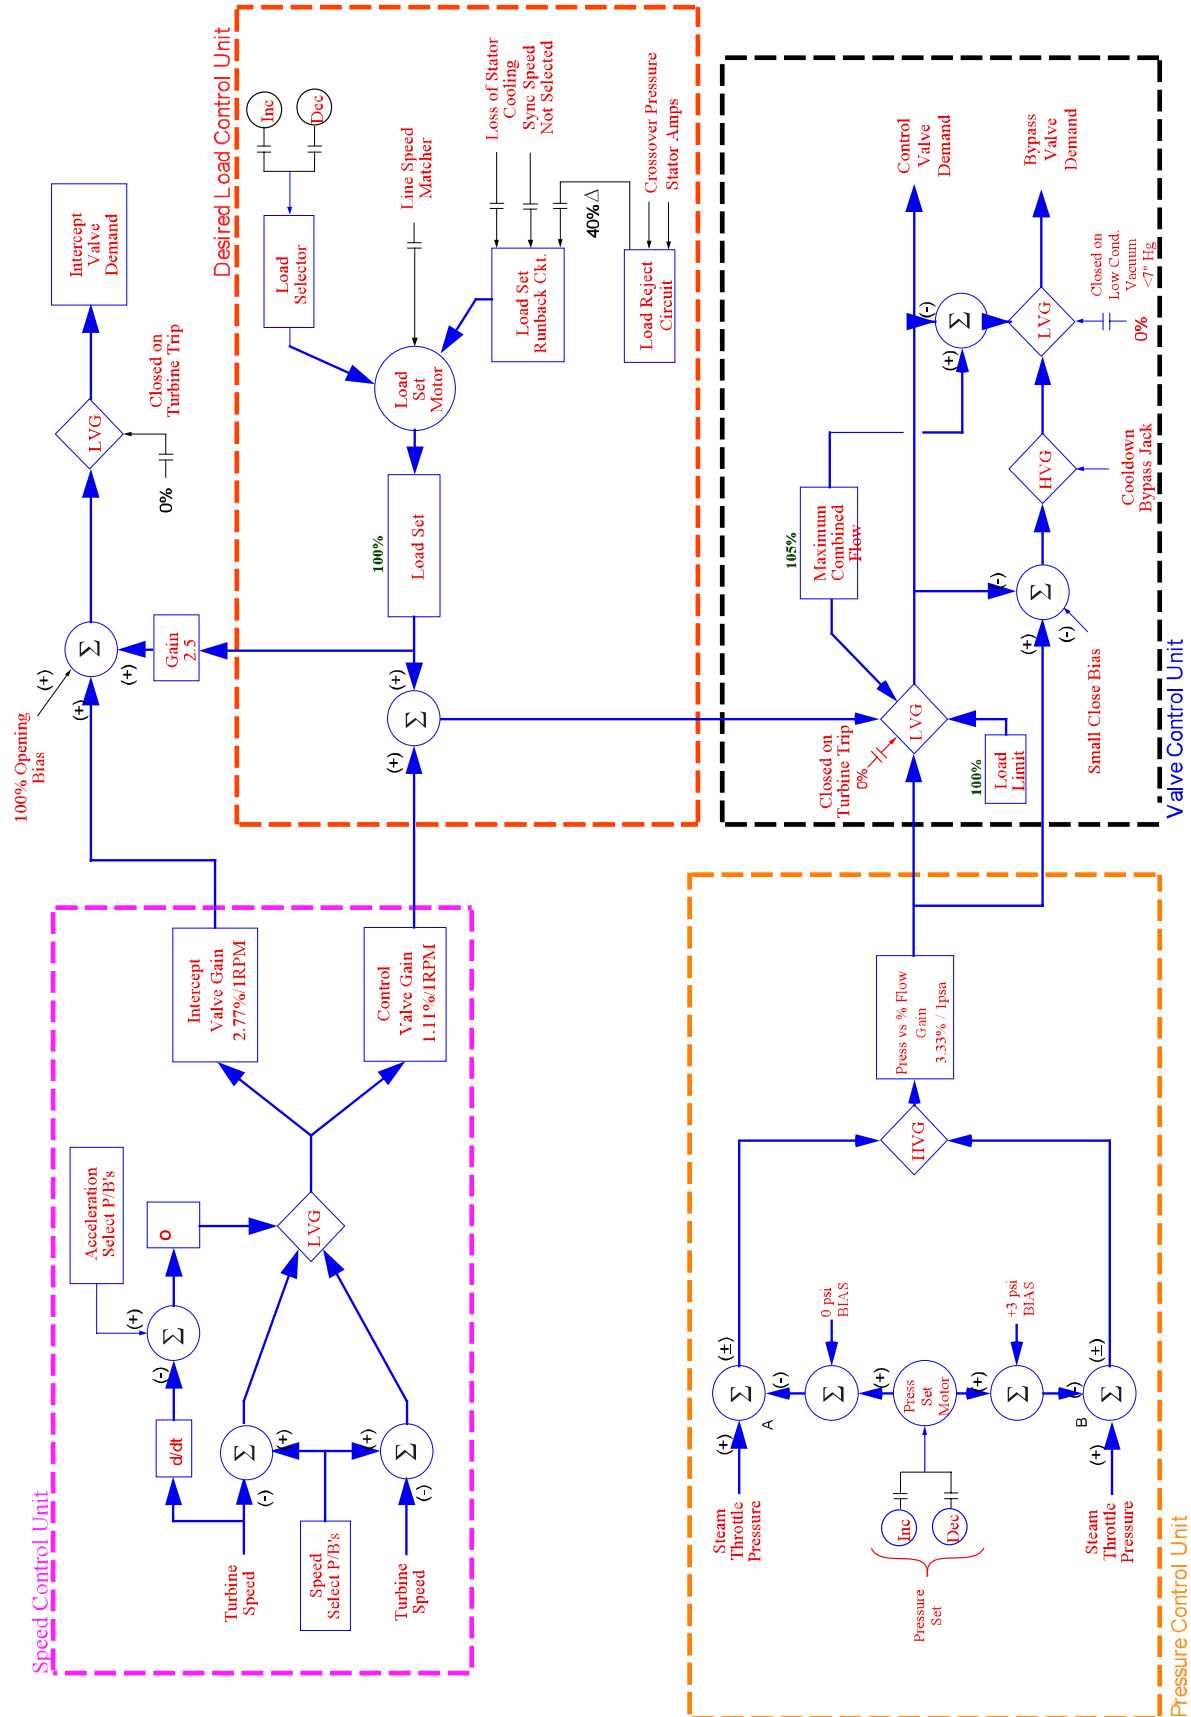 Speed Control Unit
Turbine
Speed
Speed
Select P/B's
Turbine
Speed
(-)
(+)
(+)
(-)
d/dt
Σ
Σ
(-)
(+)
Σ
Acceleration
Select P/B's
O
LVG
Intercept
Valve Gain
2.77%/1RPM
Control
Valve Gain
1.11%/1RPM
100% Opening
Bias
(+)
(+)
(+)
Σ
Gain
2.5
LVG
0%
Closed on
Turbine Trip
Intercept
Valve
Demand
Desired Load Control Unit
Inc
Dec
Load
Selector
Line Speed
Matcher
Loss of Stator
Cooling
Sync Speed
Not Selected
40%Δ
Crossover Pressure
Stator Amps
Load Set
Runback Ckt.
Load Reject
Circuit
Load
Set
Motor
100%
Load Set
(+)
(+)
Σ
Pressure Control Unit
Steam
Throttle
Pressure
(+)
A
Σ
(-)
(±)
0 psi
BIAS
Σ
(+)
Press
Set
Motor
(+)
+3 psi
BIAS
Σ
(-)
B
Σ
(±)
(+)
Steam
Throttle
Pressure
Inc
Dec
Pressure
Set
HVG
Press vs % Flow
Gain
3.33% / 1psa
Valve Control Unit
Closed on
Turbine Trip
0%
LVG
100%
Load
Limit
105%
Maximum
Combined
Flow
Small Close Bias
(+)
(-)
(-)
Σ
HVG
Cooldown
Bypass Jack
(+)
(-)
Σ
LVG
0%
Closed on
Low Cond.
Vacuum
<7" Hg
Control
Valve
Demand
Bypass
Valve
Demand